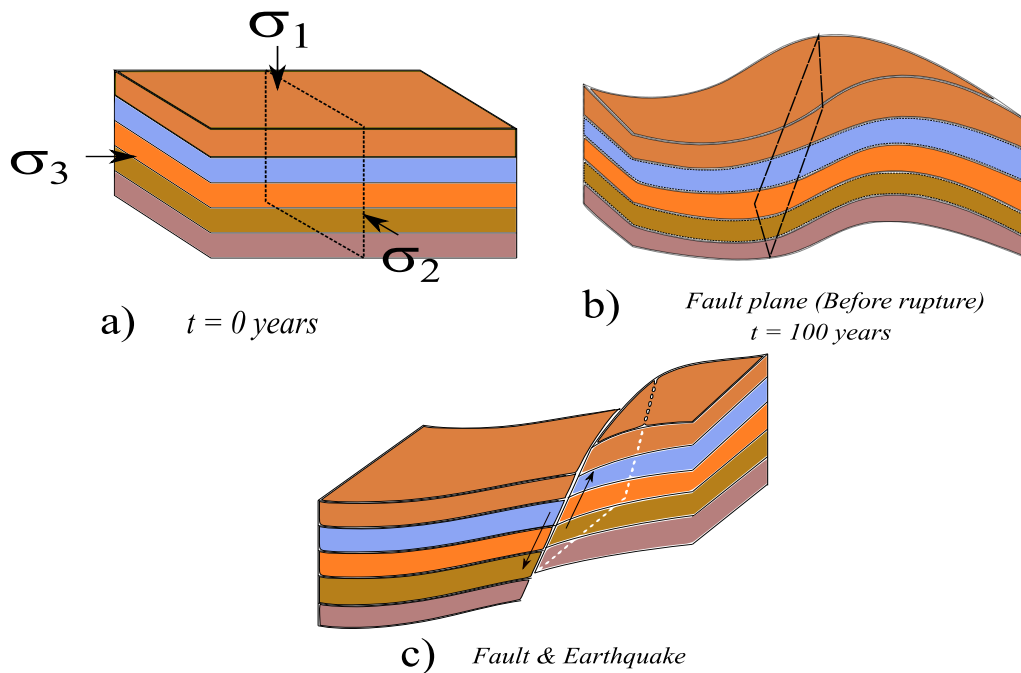 σ1
σ3
σ2
a) t = 0 years
b) Fault plane (Before rupture)
t = 100 years
c) Fault & Earthquake